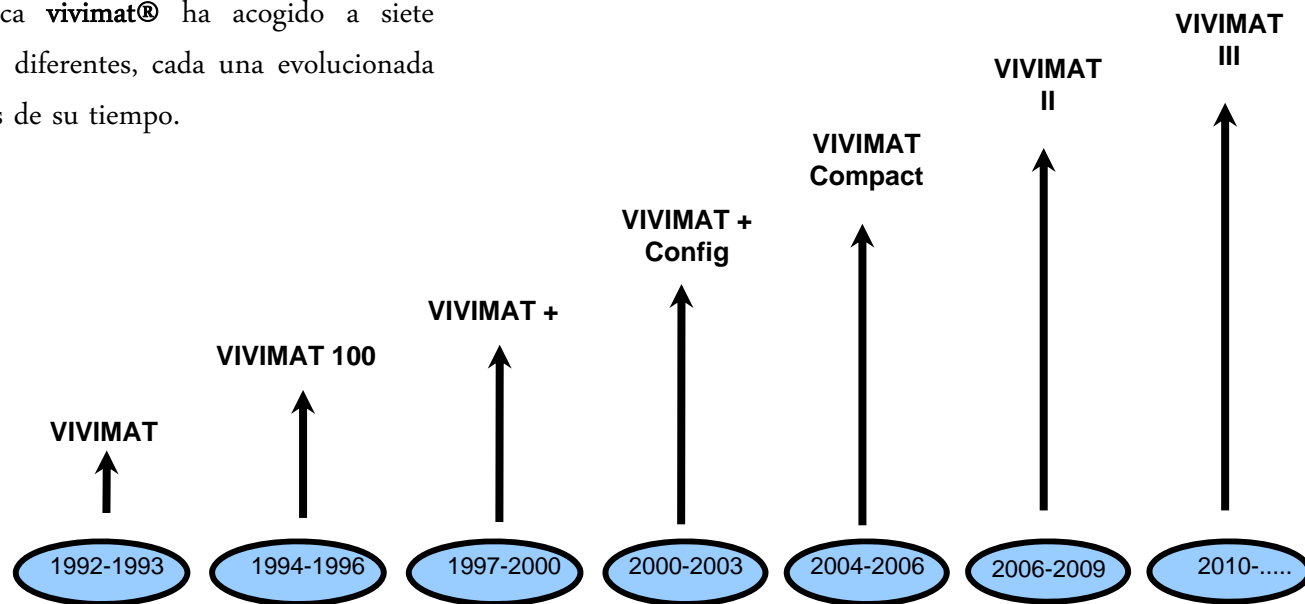 ca vivimat® ha acogido a siete
diferentes, cada una evolucionada
s de su tiempo.
VIVIMAT
III
VIVIMAT
II
VIVIMAT
Compact
VIVIMAT +
Config
VIVIMAT +
VIVIMAT 100
VIVIMAT
1992-1993
1994-1996
1997-2000
2000-2003
2004-2006
2006-2009
2010-.....